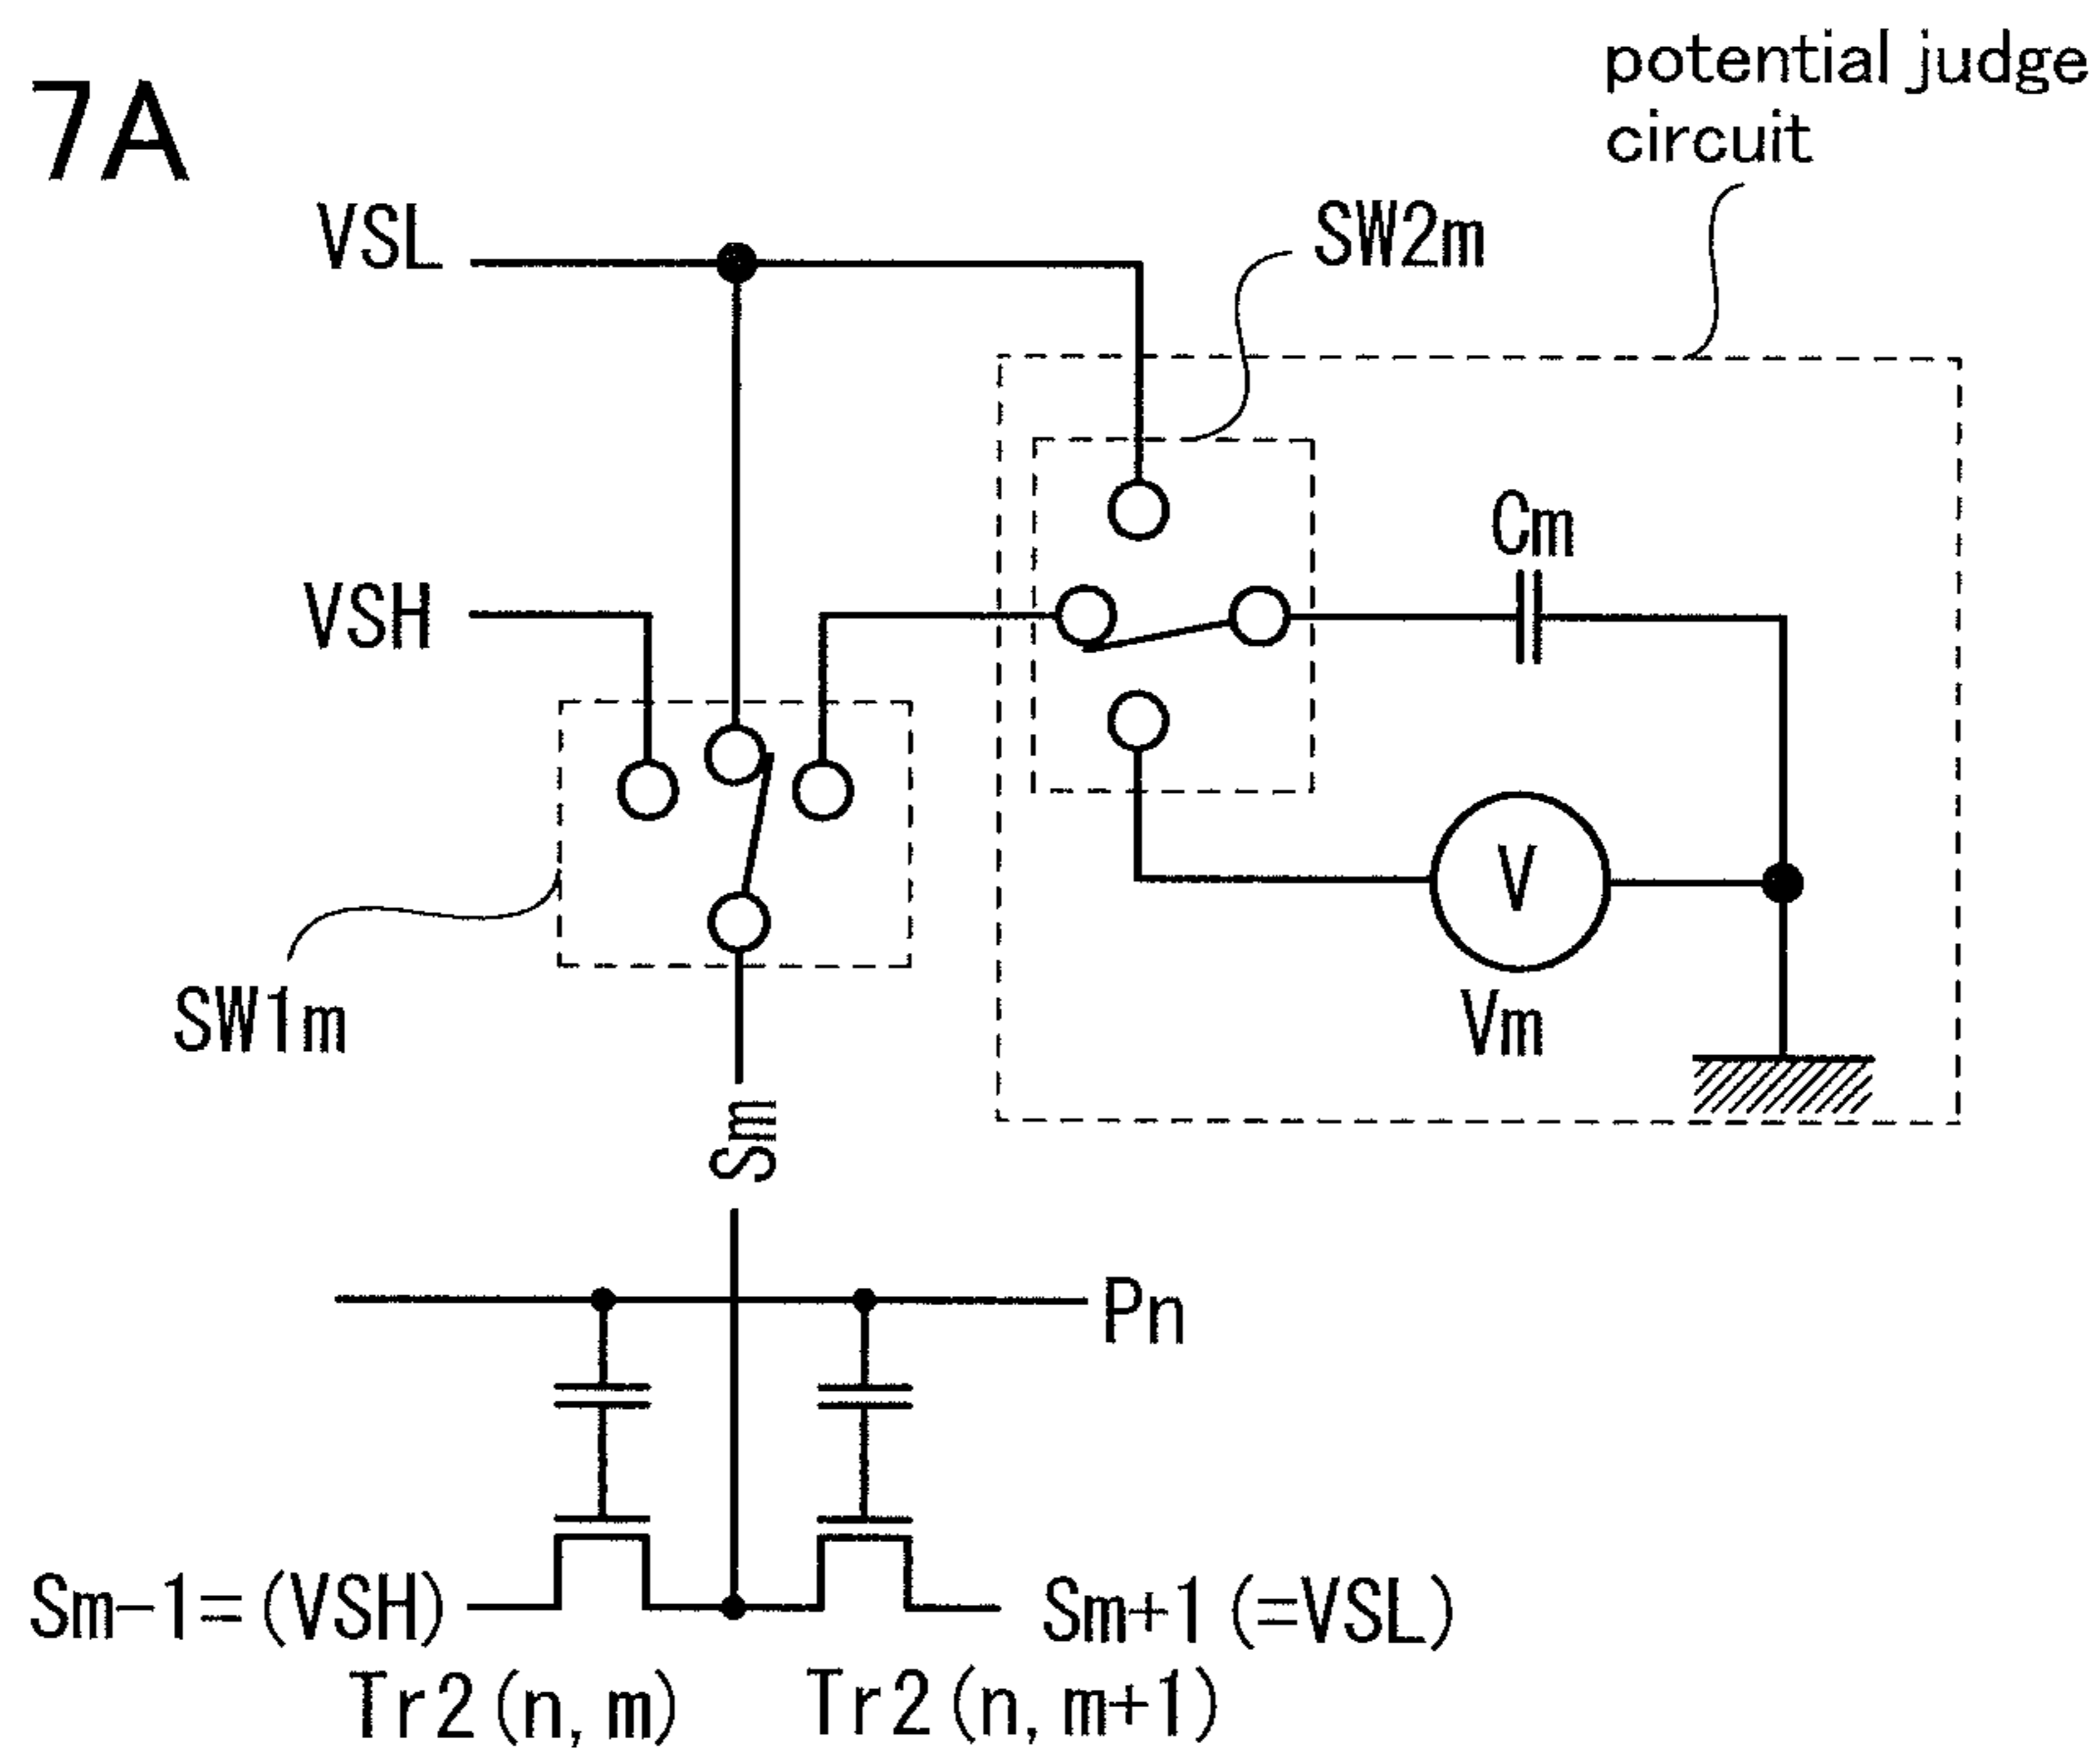 7A
potential judge
circuit
VSL
SW2m
Cm
VSH
V
Vm
SW1m
Sm
Pn
Sm-1=(VSH)
Sm+1(=VSL)
Tr2(n,m)
Tr2(n,m+1)